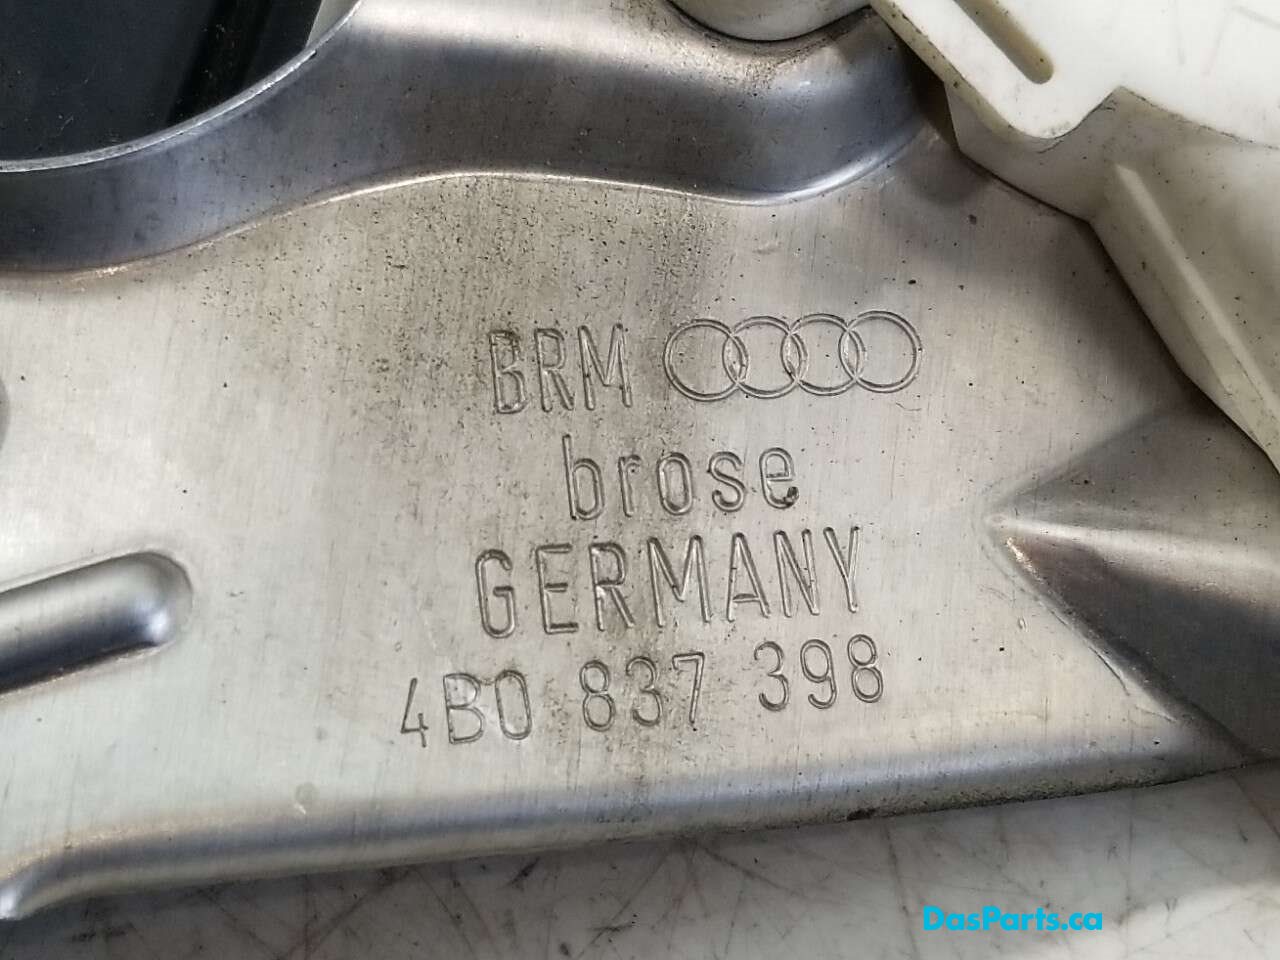 BRM
brose
GERMANY
4B0 837 398
DasParts.ca